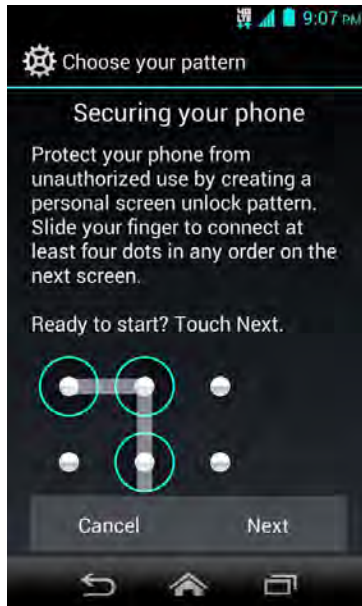 4G LTE 9:07 PM
Choose your pattern
Securing your phone
Protect your phone from
unauthorized use by creating a
personal screen unlock pattern.
Slide your finger to connect at
least four dots in any order on the
next screen.
Ready to start? Touch Next.
Cancel Next